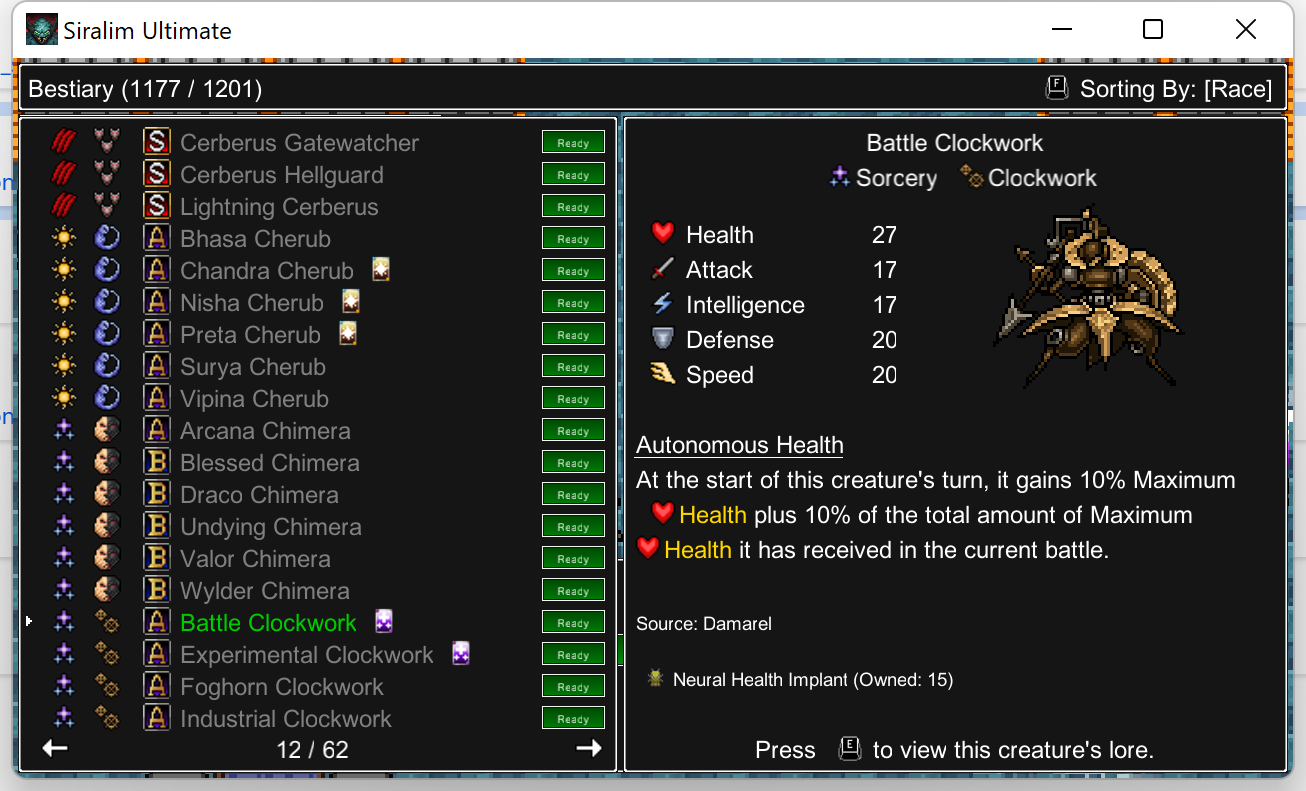 Siralim Ultimate
Bestiary (1177 / 1201)
F Sorting By: [Race]
S Cerberus Gatewatcher Ready
S Cerberus Hellguard Ready
S Lightning Cerberus Ready
A Bhasa Cherub Ready
A Chandra Cherub Ready
A Nisha Cherub Ready
A Preta Cherub Ready
A Surya Cherub Ready
A Vipina Cherub Ready
A Arcana Chimera Ready
B Blessed Chimera Ready
B Draco Chimera Ready
B Undying Chimera Ready
B Valor Chimera Ready
B Wylder Chimera Ready
A Battle Clockwork Ready
A Experimental Clockwork Ready
A Foghorn Clockwork Ready
A Industrial Clockwork Ready
12 / 62
Battle Clockwork
Sorcery Clockwork
Health 27
Attack 17
Intelligence 17
Defense 20
Speed 20
Autonomous Health
At the start of this creature's turn, it gains 10% Maximum
Health plus 10% of the total amount of Maximum
Health it has received in the current battle.
Source: Damarel
Neural Health Implant (Owned: 15)
Press E to view this creature's lore.